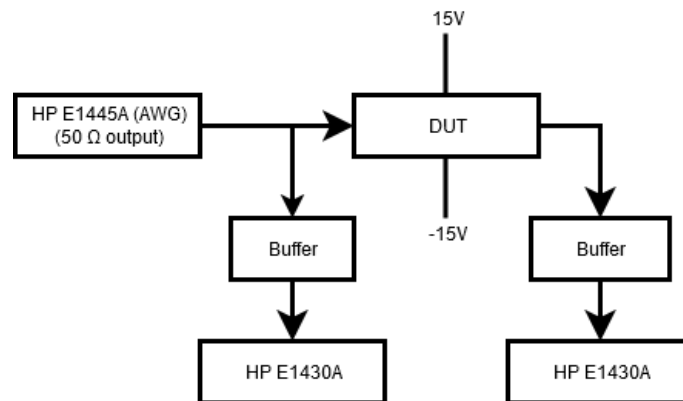 15V
HP E1445A (AWG)
(50 Ω output)
DUT
-15V
Buffer
Buffer
HP E1430A
HP E1430A